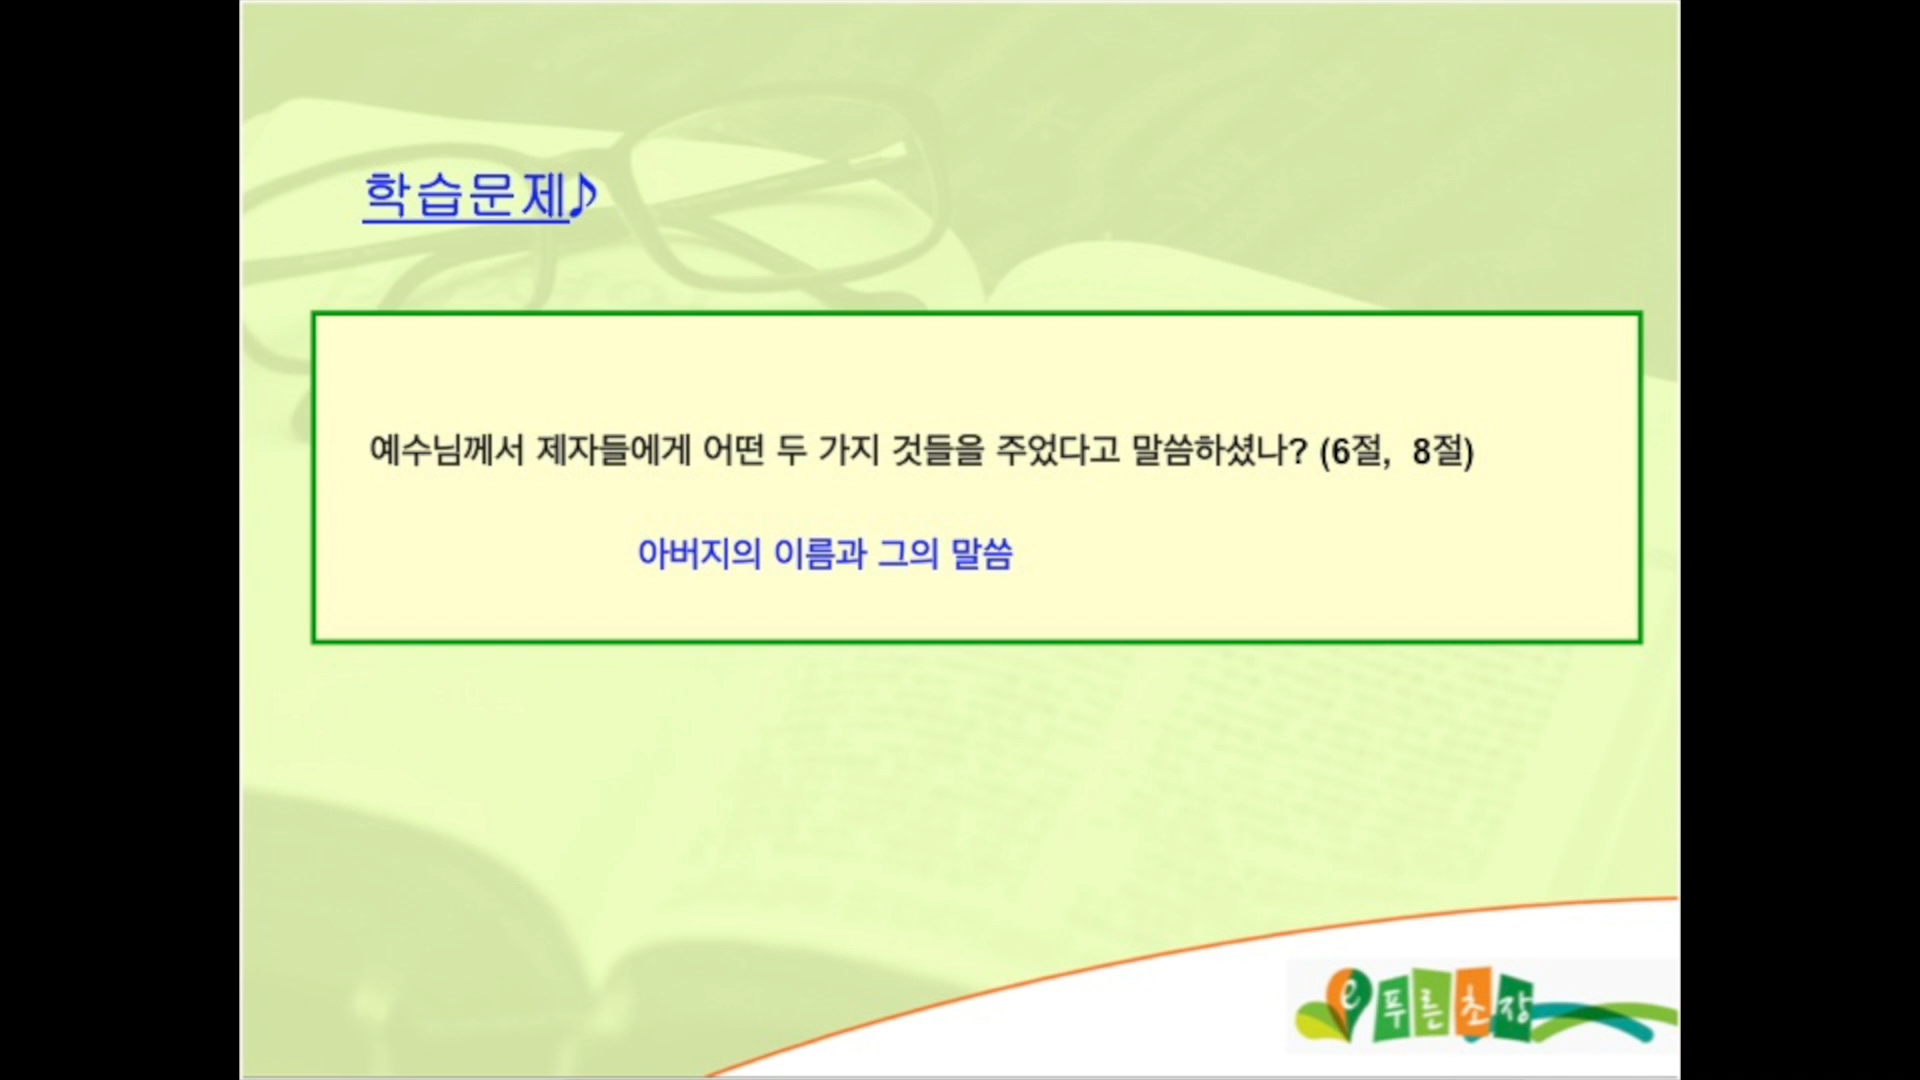 학습문제♪
예수님께서 제자들에게 어떤 두 가지 것들을 주었다고 말씀하셨나? (6절, 8절)
아버지의 이름과 그의 말씀
e 푸른초장